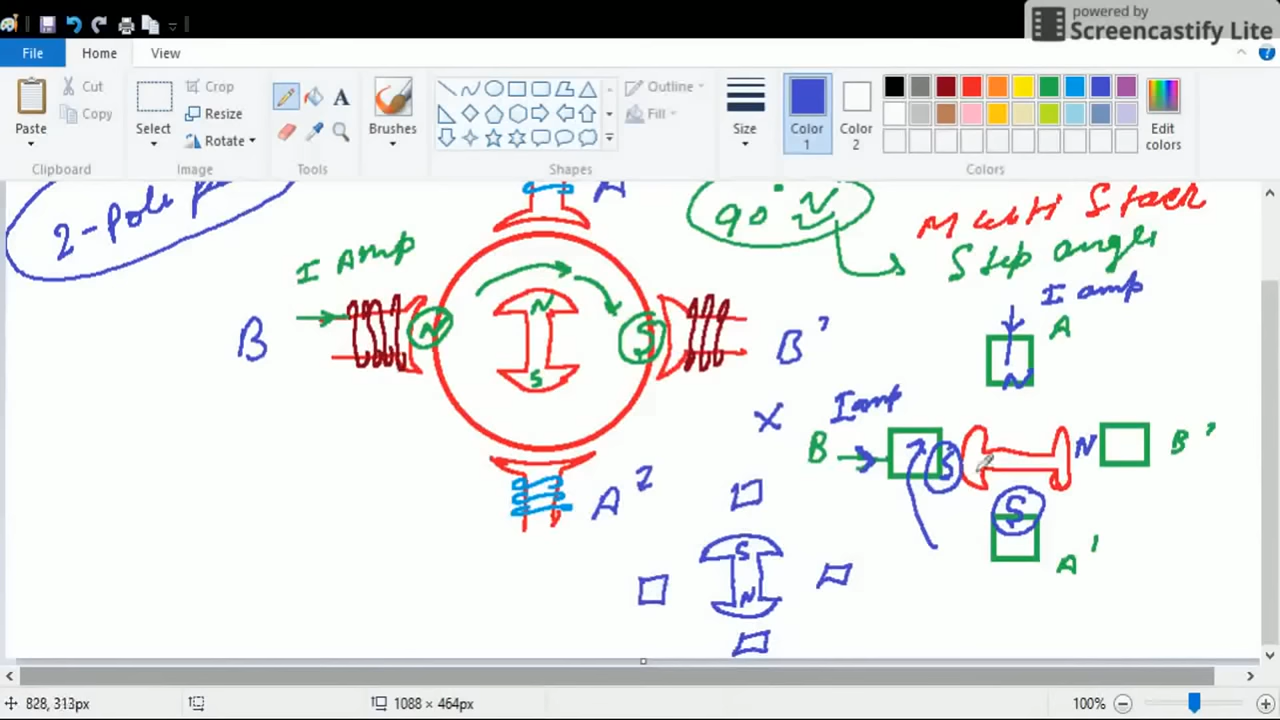 powered by
Screencastify Lite
File
Home
View
Paste
Cut
Copy
Clipboard
Select
Crop
Resize
Rotate
Image
A
Tools
Brushes
Shapes
Outline
Fill
Size
Color
1
Color
2
Edit
colors
Colors
2-Pole
A
90° N
Multi Stack
Step angle
I Amp
I amp
A
N
B
N
S
N
S
B'
X
I amp
B
N
B'
S
A'
A
S
N
828, 313px
1088 × 464px
100%